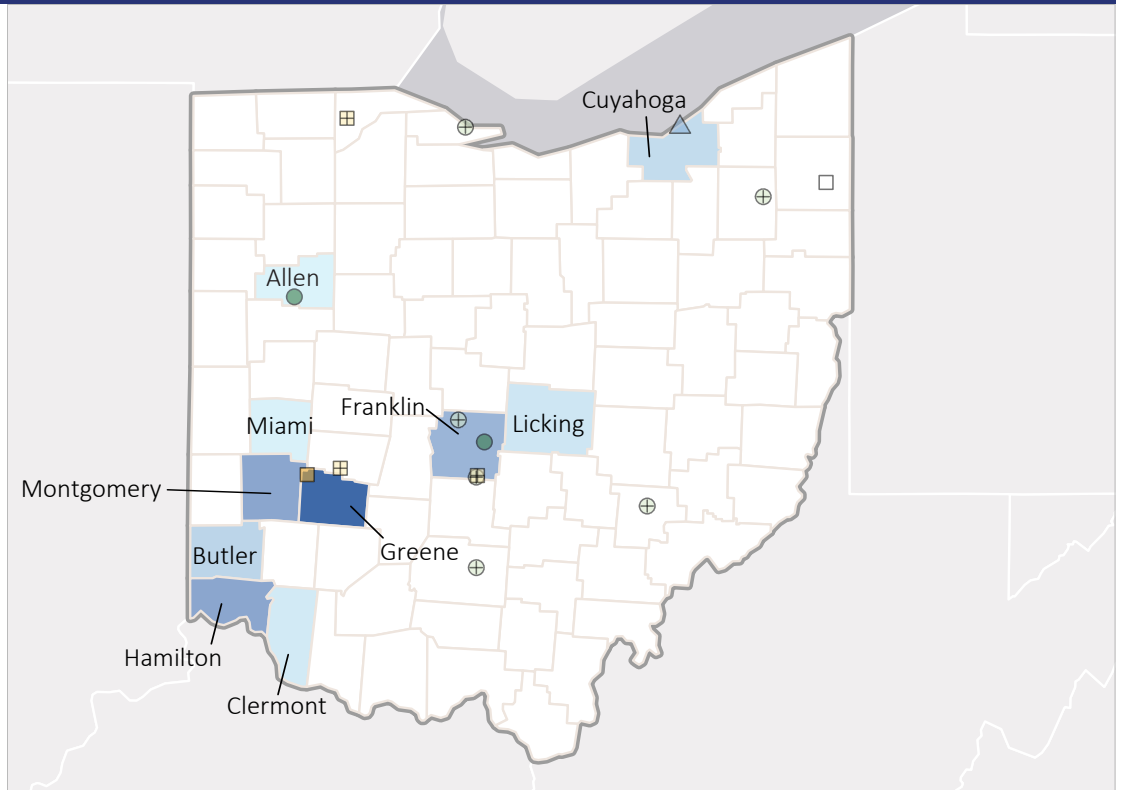 Cuyahoga
Allen
Franklin
Miami
Licking
Montgomery
Greene
Butler
Hamilton
Clermont